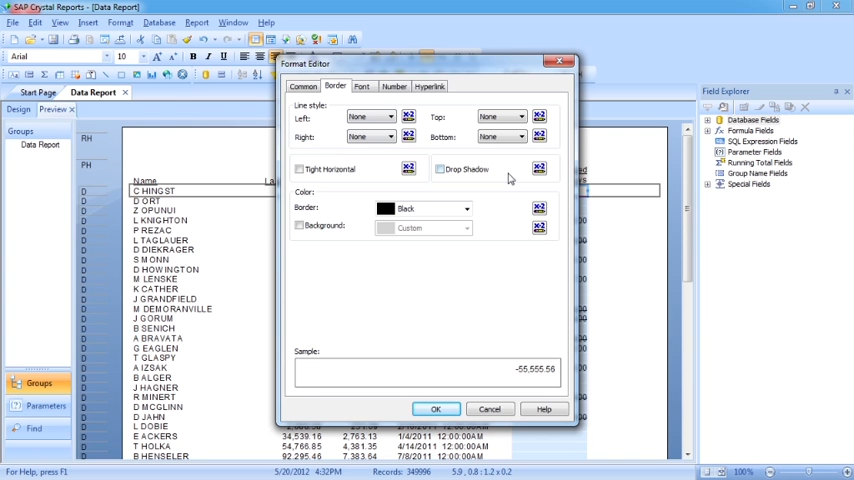 SAP Crystal Reports - [Data Report]
File Edit View Insert Format Database Report Window Help
Arial 10 B I U
Start Page Data Report
Design Preview
Groups
Data Report
Groups
Parameters
Find
RH
PH
Name
D C HINGST
D D ORT
D Z OPUNUI
D L KNIGHTON
D P REZAC
D L TAGLAUER
D D DIEKRAGER
D S MONN
D D HOWINGTON
D M LENSKE
D K CATHER
D J GRANDFIELD
D M DEMORANVILLE
D J GORUM
D B SENICH
D A BRAVATA
D G EAGLEN
D T GLASPY
D A IZSAK
D B ALGER
D J HAGNER
D R MINERT
D D MCGLINN
D D JAHN
D L DOBIE
D E ACKERS 34,539.16 2,763.13 1/4/2011 12:00:00AM
D T HOLKA 54,766.85 4,381.35 4/14/2011 12:00:00AM
D B HENSELER 92,295.46 7,383.64 7/8/2011 12:00:00AM
Format Editor
Common Border Font Number Hyperlink
Line style:
Left: None Top: None
Right: None Bottom: None
Tight Horizontal Drop Shadow
Color:
Border: Black
Background: Custom
Sample:
-55,555.56
OK Cancel Help
Field Explorer
Database Fields
Formula Fields
SQL Expression Fields
Parameter Fields
Running Total Fields
Group Name Fields
Special Fields
For Help, press F1 5/20/2012 4:32PM Records: 349996 5.9 , 0.8 : 1.2 x 0.2 100%